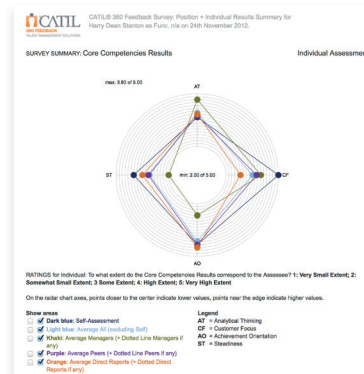 CATIL
360 FEEDBACK
TALENT MANAGEMENT SOLUTIONS
CATIL® 360 Feedback Survey: Position + Individual Results Summary for
Harry Dean Stanion as Func. n/a on 24th November 2012.
SURVEY SUMMARY: Core Competencies Results
Individual Assessmen
max: 3.80 of 5.00
AT
ST
min: 2.00 of 5.00
CF
AO
RATINGS for Individual: To what extent do the Core Competencies Results correspond to the Assessee? 1: Very Small Extent; 2:
Somewhat Small Extent; 3 Some Extent; 4: High Extent; 5: Very High Extent
On the radar chart axes, points closer to the center indicate lower values, points near the edge indicate higher values.
Show areas
Dark blue: Self-Assessment
Light blue: Average All (excluding Self)
Khaki: Average Managers (+ Dotted Line Managers if
any)
Purple: Average Peers (+ Dotted Line Peers if any)
Orange: Average Direct Reports (+ Dotted Direct
Reports if any)
Legend
AT = Analytical Thinking
CF = Customer Focus
AO = Achievement Orientation
ST = Steadiness